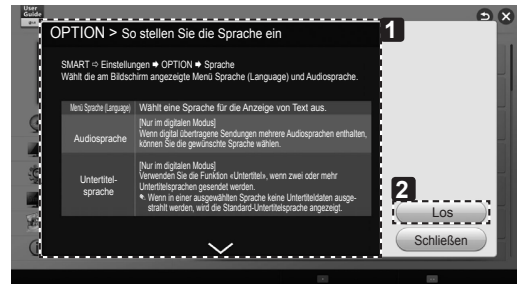 User
Guide
OPTION > So stellen Sie die Sprache ein
1
SMART ⇨ Einstellungen ➡ OPTION ➡ Sprache
Wählt die am Bildschirm angezeigte Menü Sprache (Language) und Audiosprache.
Menü Sprache (Language)
Wählt eine Sprache für die Anzeige von Text aus.
Audiosprache
[Nur im digitalen Modus]
Wenn digital übertragene Sendungen mehrere Audiosprachen enthalten,
können Sie die gewünschte Sprache wählen.
Untertitel-
sprache
[Nur im digitalen Modus]
Verwenden Sie die Funktion «Untertitel», wenn zwei oder mehr
Untertitelsprachen gesendet werden.
Wenn in einer ausgewählten Sprache keine Untertiteldaten ausge-
strahlt werden, wird die Standard-Untertitelsprache angezeigt.
2
Los
Schließen